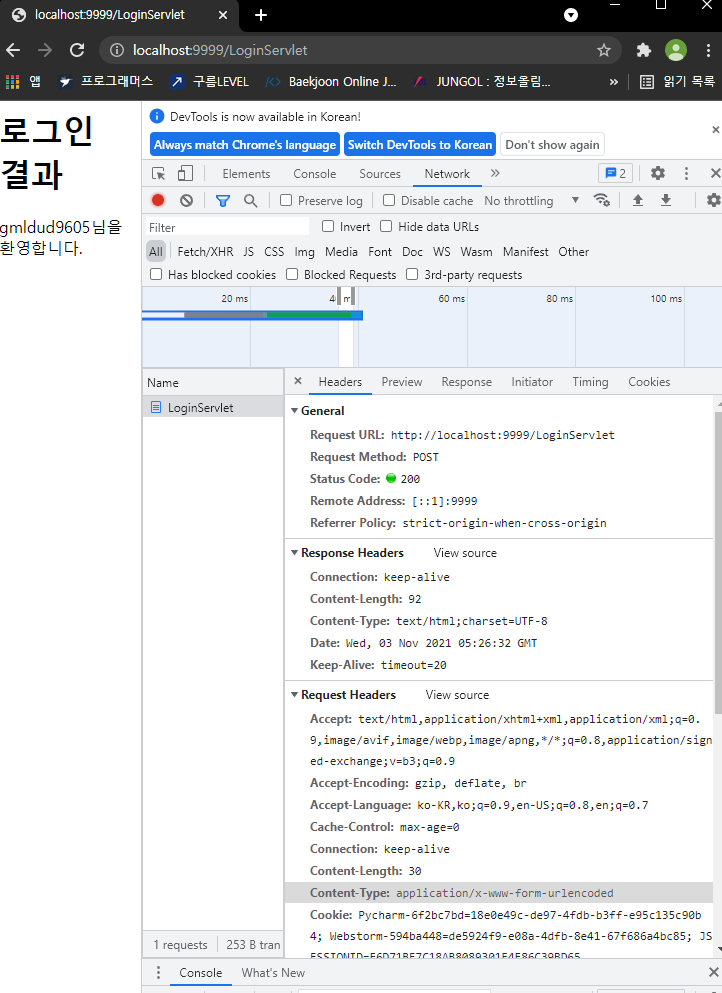 localhost:9999/LoginServlet
localhost:9999/LoginServlet
앱 프로그래머스 구름LEVEL Baekjoon Online J... JUNGOL : 정보올림... » 읽기 목록
로그인
결과
gmldud9605님을
환영합니다.
DevTools is now available in Korean!
Always match Chrome's language Switch DevTools to Korean Don't show again
Elements Console Sources Network » 2
Preserve log Disable cache No throttling
Filter Invert Hide data URLs
All Fetch/XHR JS CSS Img Media Font Doc WS Wasm Manifest Other
Has blocked cookies Blocked Requests 3rd-party requests
20 ms 60 ms 80 ms 100 ms
Name Headers Preview Response Initiator Timing Cookies
LoginServlet
General
Request URL: http://localhost:9999/LoginServlet
Request Method: POST
Status Code: 200
Remote Address: [::1]:9999
Referrer Policy: strict-origin-when-cross-origin
Response Headers View source
Connection: keep-alive
Content-Length: 92
Content-Type: text/html;charset=UTF-8
Date: Wed, 03 Nov 2021 05:26:32 GMT
Keep-Alive: timeout=20
Request Headers View source
Accept: text/html,application/xhtml+xml,application/xml;q=0.
9,image/avif,image/webp,image/apng,*/*;q=0.8,application/sign
ed-exchange;v=b3;q=0.9
Accept-Encoding: gzip, deflate, br
Accept-Language: ko-KR,ko;q=0.9,en-US;q=0.8,en;q=0.7
Cache-Control: max-age=0
Connection: keep-alive
Content-Length: 30
Content-Type: application/x-www-form-urlencoded
Cookie: Pycharm-6f2bc7bd=18e0e49c-de97-4fdb-b3ff-e95c135c90b
4; Webstorm-594ba448=de5924f9-e08a-4dfb-8e41-67f686a4bc85; JS
1 requests 253 B tran
Console What's New